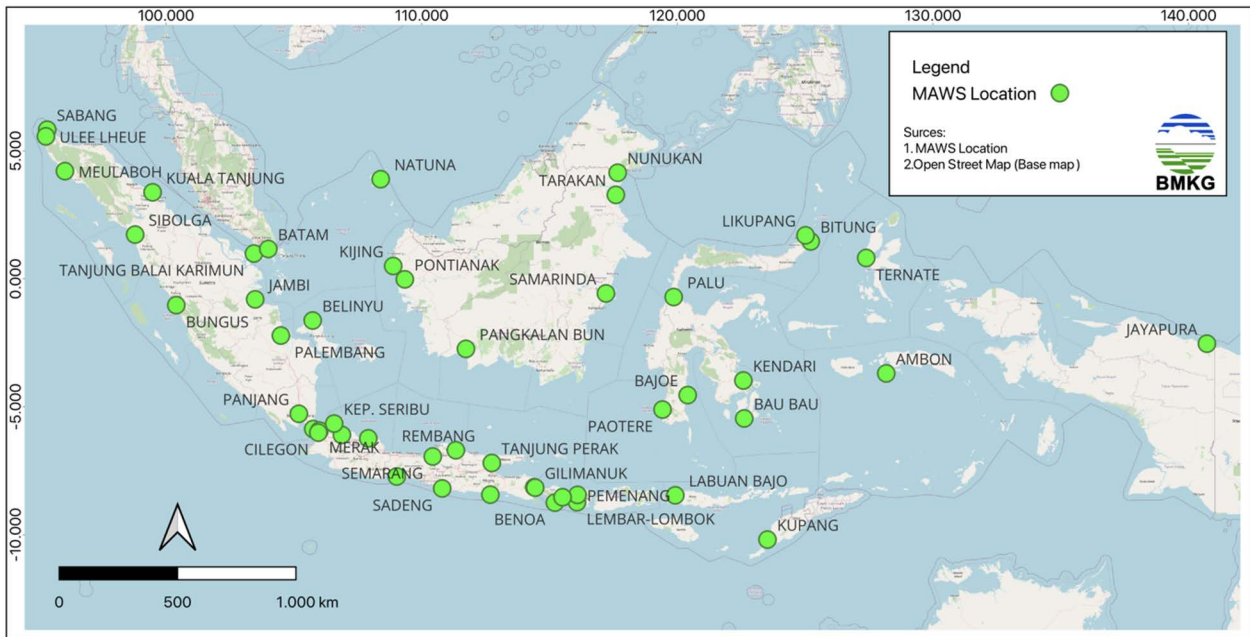 100.000 110.000 120.000 130.000 140.000
5.000
0.000
-5.000
-10.000
Legend
MAWS Location
Surces:
1. MAWS Location
2.Open Street Map (Base map )
BMKG
SABANG
ULEE LHEUE
MEULABOH
KUALA TANJUNG
NATUNA
NUNUKAN
TARAKAN
SIBOLGA
BATAM
LIKUPANG
BITUNG
TANJUNG BALAI KARIMUN
KIJING
PONTIANAK
SAMARINDA
TERNATE
JAMBI
PALU
BELINYU
BUNGUS
PALEMBANG
PANGKALAN BUN
JAYAPURA
AMBON
KENDARI
BAJOE
PANJANG
KEP. SERIBU
BAU BAU
PAOTERE
CILEGON
MERAK
REMBANG
TANJUNG PERAK
SEMARANG
GILIMANUK
LABUAN BAJO
PEMENANG
SADENG
BENOA
LEMBAR-LOMBOK
KUPANG
0 500 1.000 km